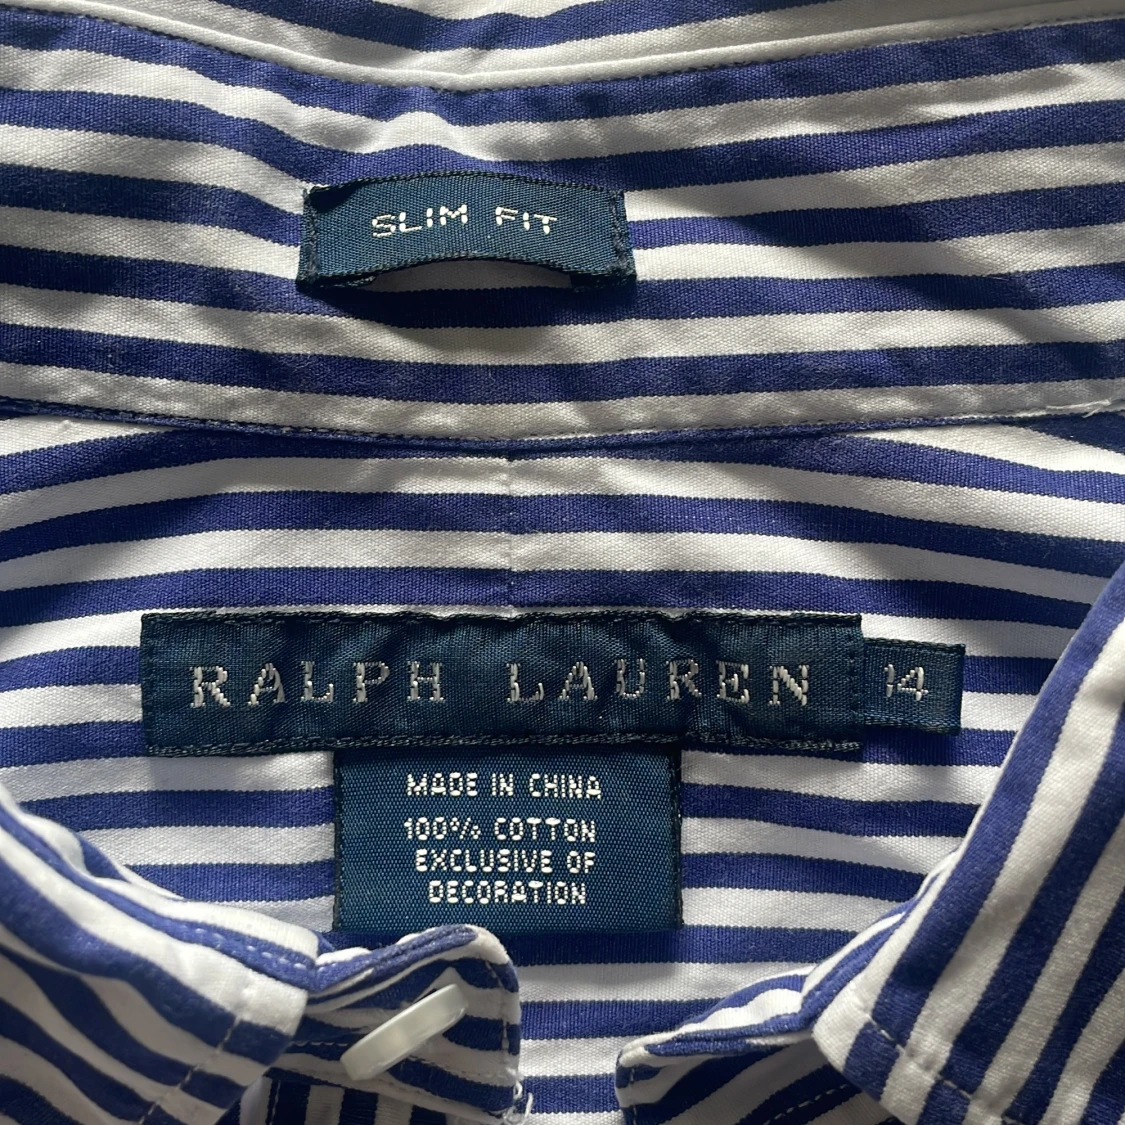 SLIM FIT
RALPH LAUREN 14
MADE IN CHINA
100% COTTON
EXCLUSIVE OF
DECORATION